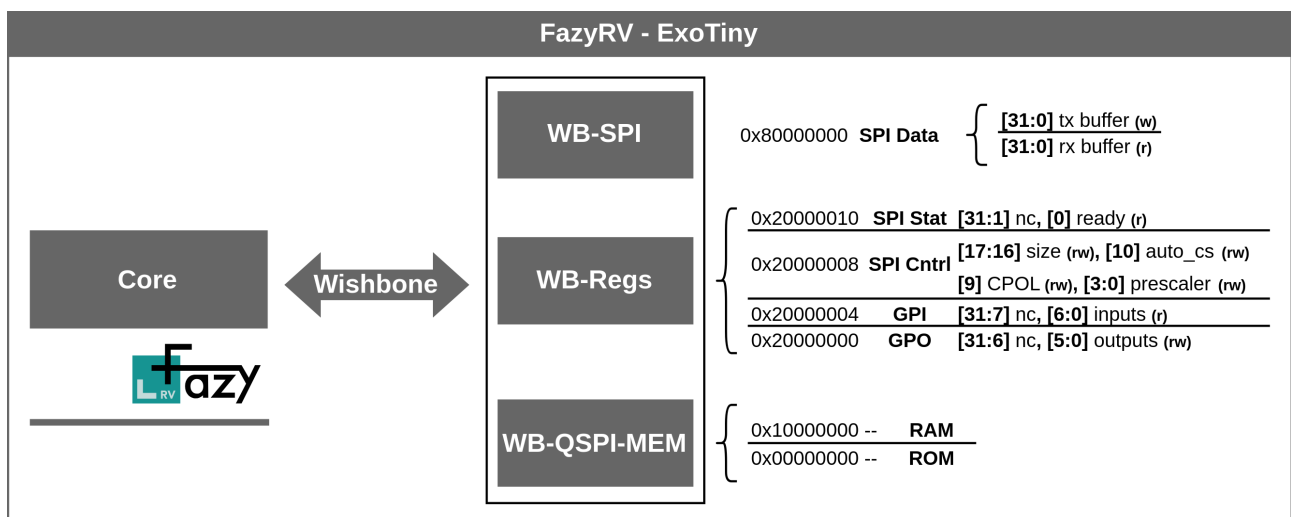 FazyRV - ExoTiny
WB-SPI
0x80000000 SPI Data
[31:0] tx buffer (w)
[31:0] rx buffer (r)
Core
Wishbone
WB-Regs
0x20000010 SPI Stat [31:1] nc, [0] ready (r)
0x20000008 SPI Cntrl
[17:16] size (rw), [10] auto_cs (rw)
[9] CPOL (rw), [3:0] prescaler (rw)
0x20000004 GPI [31:7] nc, [6:0] inputs (r)
0x20000000 GPO [31:6] nc, [5:0] outputs (rw)
RV
Fazy
WB-QSPI-MEM
0x10000000 -- RAM
0x00000000 -- ROM